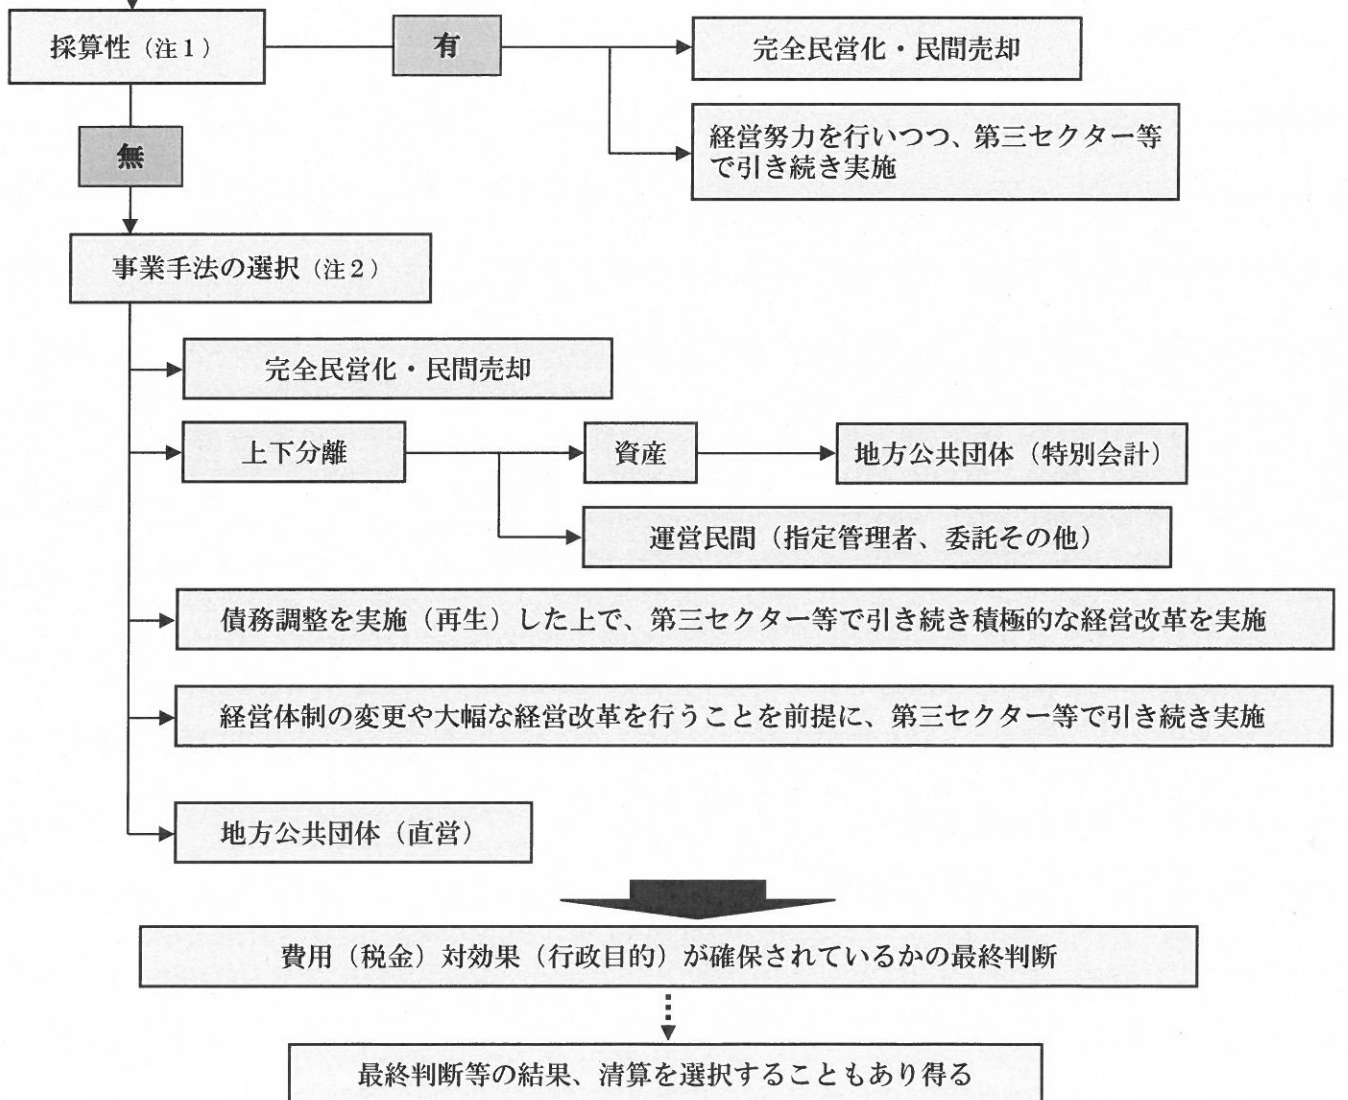 採算性（注１）
有
完全民営化・民間売却
経営努力を行いつつ、第三セクター等
で引き続き実施
無
事業手法の選択（注２）
完全民営化・民間売却
上下分離
資産
地方公共団体（特別会計）
運営民間（指定管理者、委託その他）
債務調整を実施（再生）した上で、第三セクター等で引き続き積極的な経営改革を実施
経営体制の変更や大幅な経営改革を行うことを前提に、第三セクター等で引き続き実施
地方公共団体（直営）
費用（税金）対効果（行政目的）が確保されているかの最終判断
最終判断等の結果、清算を選択することもあり得る